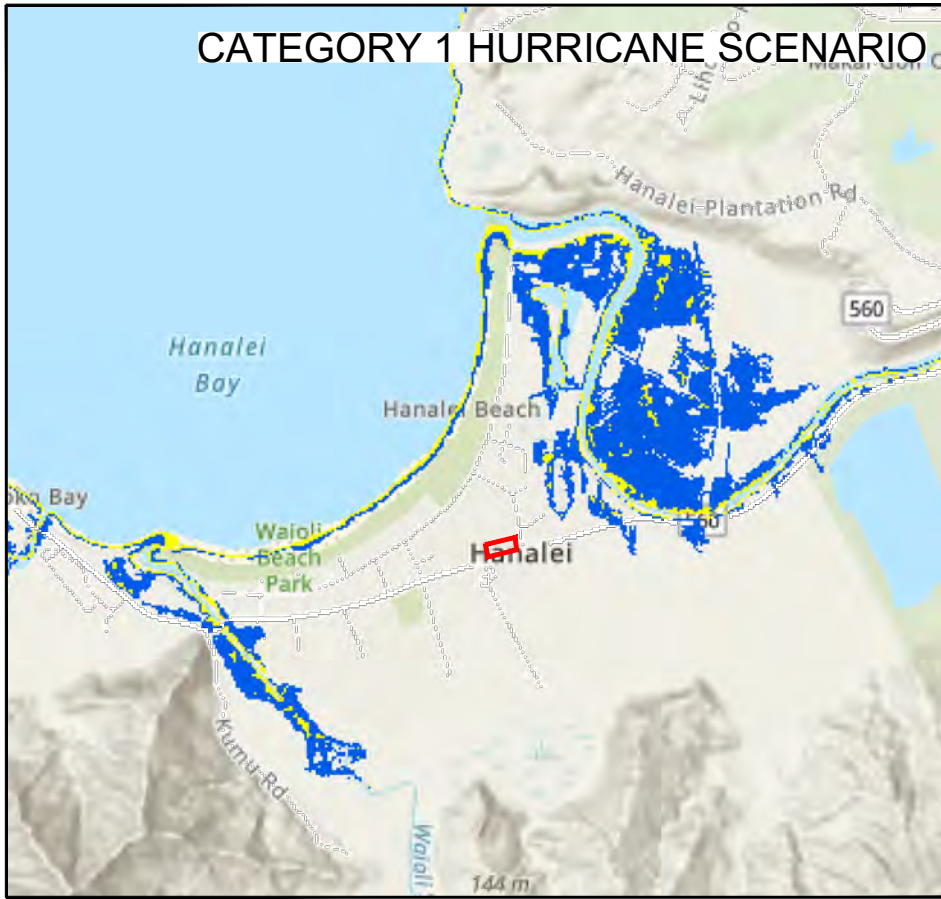 CATEGORY 1 HURRICANE SCENARIO
Hanalei Plantation Rd
560
Hanalei
Bay
Hanalei Beach
Bay
Waioli
Beach
Park
Hanalei
Kumu Rd
Waioli
144 m